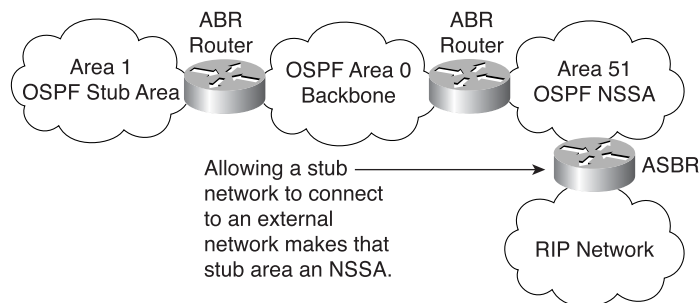 ABR
Router
ABR
Router
Area 1
OSPF Stub Area
OSPF Area 0
Backbone
Area 51
OSPF NSSA
Allowing a stub
network to connect
to an external
network makes that
stub area an NSSA.
ASBR
RIP Network